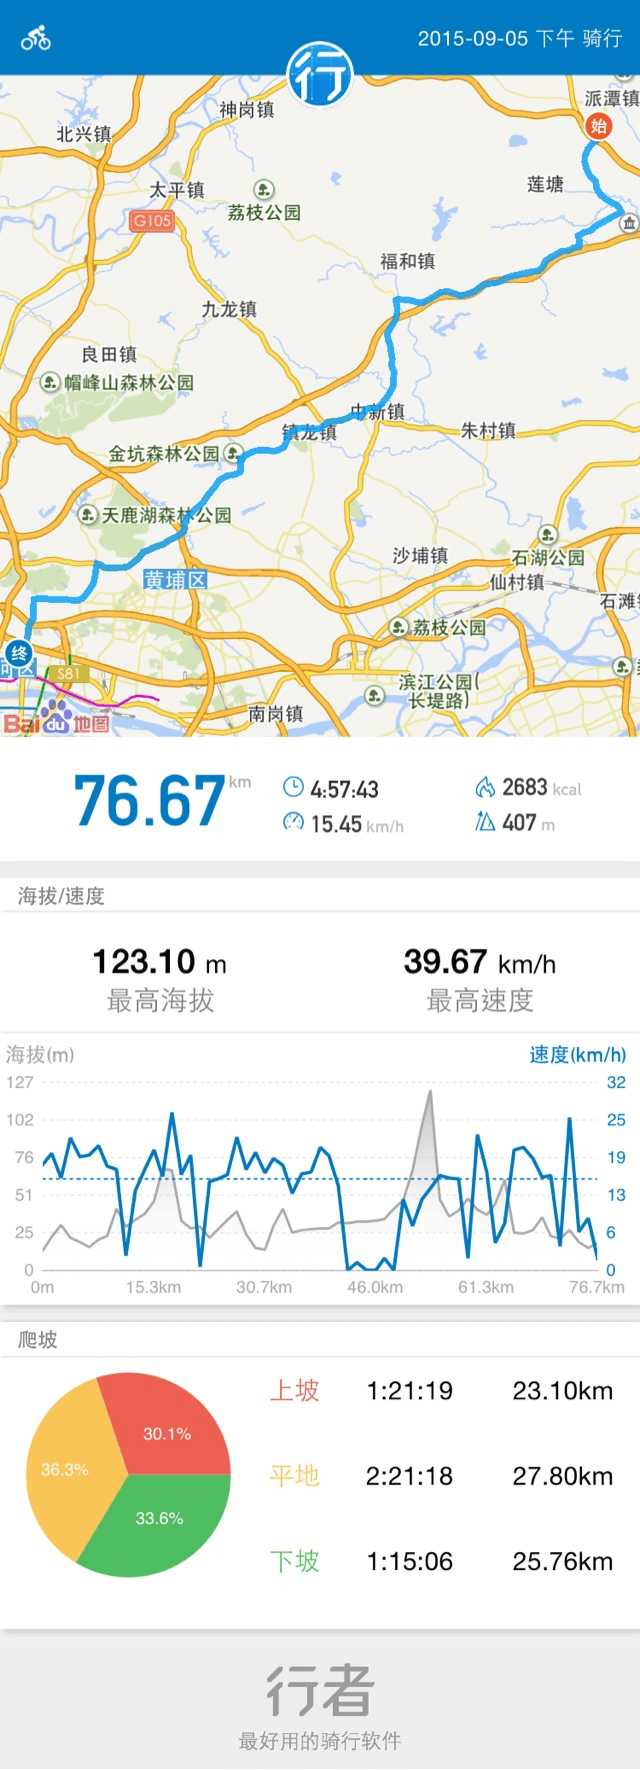 2015-09-05 下午 骑行
行
派潭镇
始
神岗镇
北兴镇
莲塘
太平镇
荔枝公园
G105
福和镇
九龙镇
良田镇
帽峰山森林公园
中新镇
镇龙镇
朱村镇
金坑森林公园
天鹿湖森林公园
沙埔镇
石湖公园
黄埔区
仙村镇
石滩
荔枝公园
终
S81
滨江公园(
长堤路)
南岗镇
Bai du 地图
76.67 km
4:57:43
2683 kcal
15.45 km/h
407 m
海拔/速度
123.10 m
39.67 km/h
最高海拔
最高速度
海拔(m)
速度(km/h)
127
32
102
25
76
19
51
13
25
6
0
0
0m
15.3km
30.7km
46.0km
61.3km
76.7km
爬坡
上坡 1:21:19 23.10km
30.1%
36.3%
平地 2:21:18 27.80km
33.6%
下坡 1:15:06 25.76km
行者
最好用的骑行软件